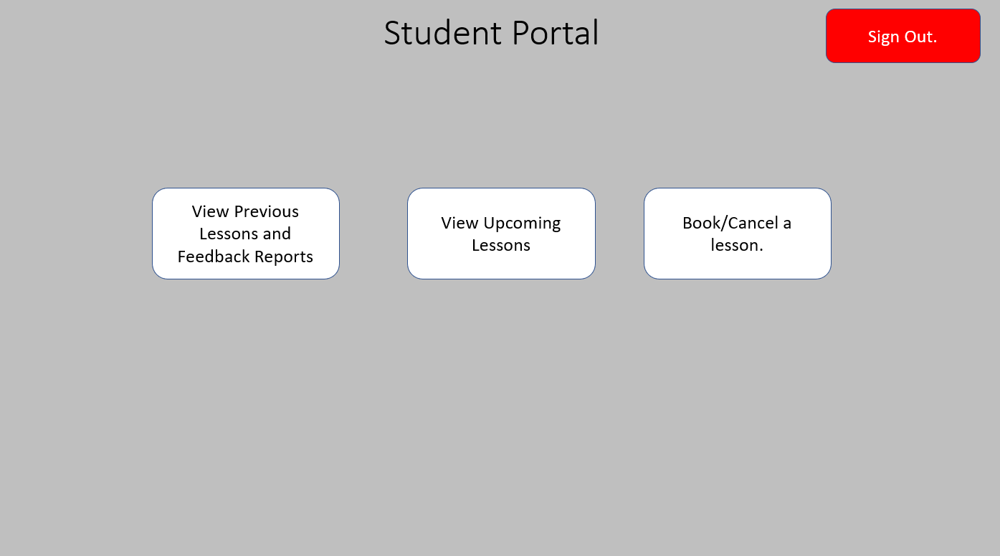 Student Portal
Sign Out.
View Previous
Lessons and
Feedback Reports
View Upcoming
Lessons
Book/Cancel a
lesson.